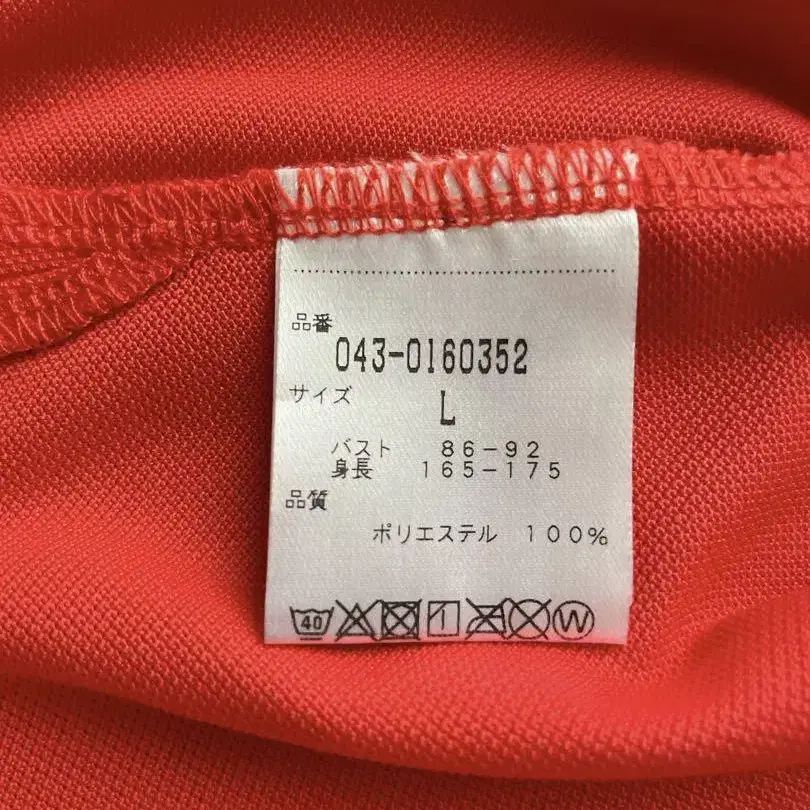 品番
043-0160352
サイズ
L
バスト 86-92
身長 165-175
品質
ポリエステル 100%
40 W